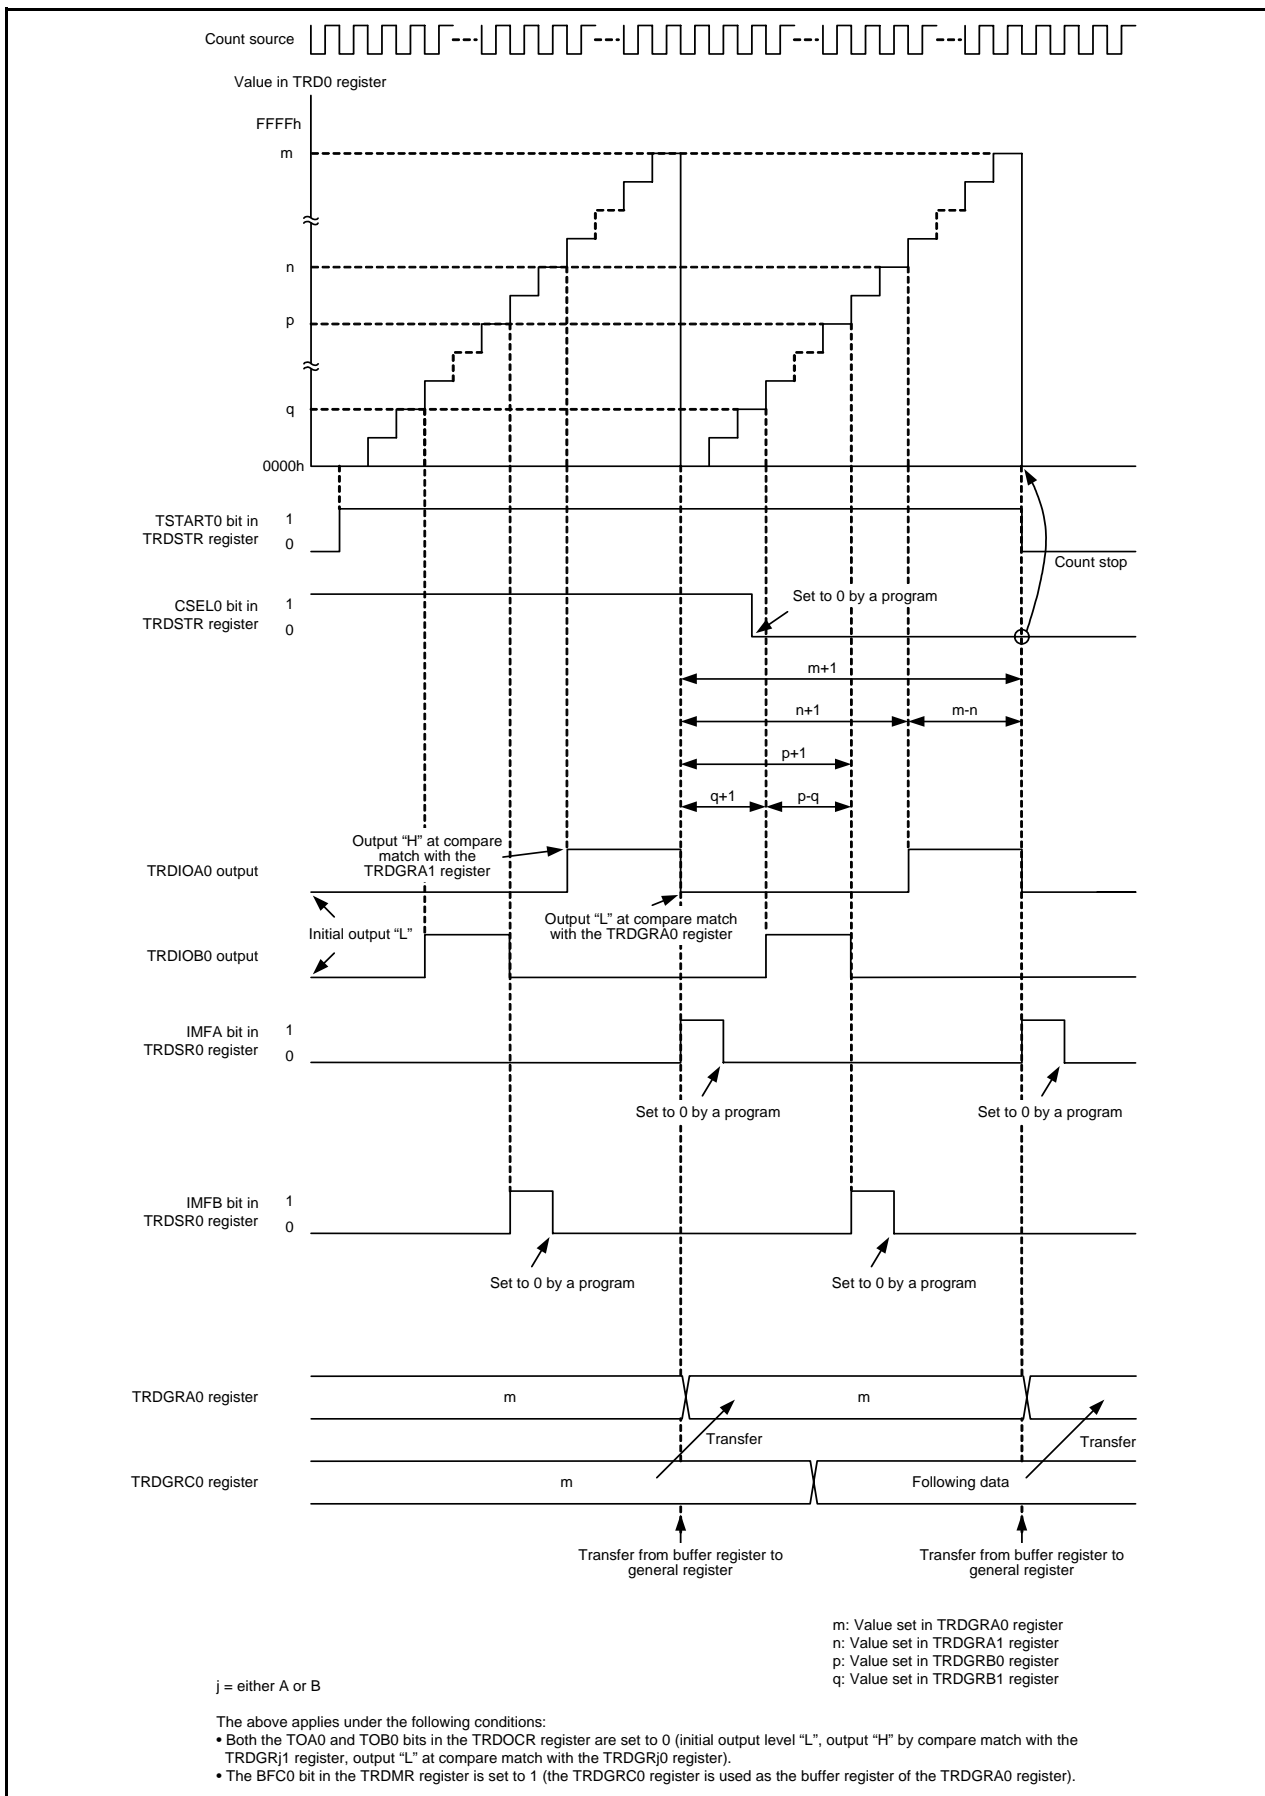 Count source
Value in TRD0 register
FFFFh
m
n
p
q
0000h
TSTART0 bit in
TRDSTR register
1
0
Count stop
CSEL0 bit in
TRDSTR register
1
0
Set to 0 by a program
m+1
n+1
m-n
p+1
q+1
p-q
Output “H” at compare
match with the
TRDGRA1 register
TRDIOA0 output
Output “L” at compare match
with the TRDGRA0 register
Initial output “L”
TRDIOB0 output
IMFA bit in
TRDSR0 register
1
0
Set to 0 by a program
Set to 0 by a program
IMFB bit in
TRDSR0 register
1
0
Set to 0 by a program
Set to 0 by a program
TRDGRA0 register
m
m
Transfer
Transfer
TRDGRC0 register
m
Following data
Transfer from buffer register to
general register
Transfer from buffer register to
general register
m: Value set in TRDGRA0 register
n: Value set in TRDGRA1 register
p: Value set in TRDGRB0 register
q: Value set in TRDGRB1 register
j = either A or B
The above applies under the following conditions:
• Both the TOA0 and TOB0 bits in the TRDOCR register are set to 0 (initial output level “L”, output “H” by compare match with the
TRDGRj1 register, output “L” at compare match with the TRDGRj0 register).
• The BFC0 bit in the TRDMR register is set to 1 (the TRDGRC0 register is used as the buffer register of the TRDGRA0 register).